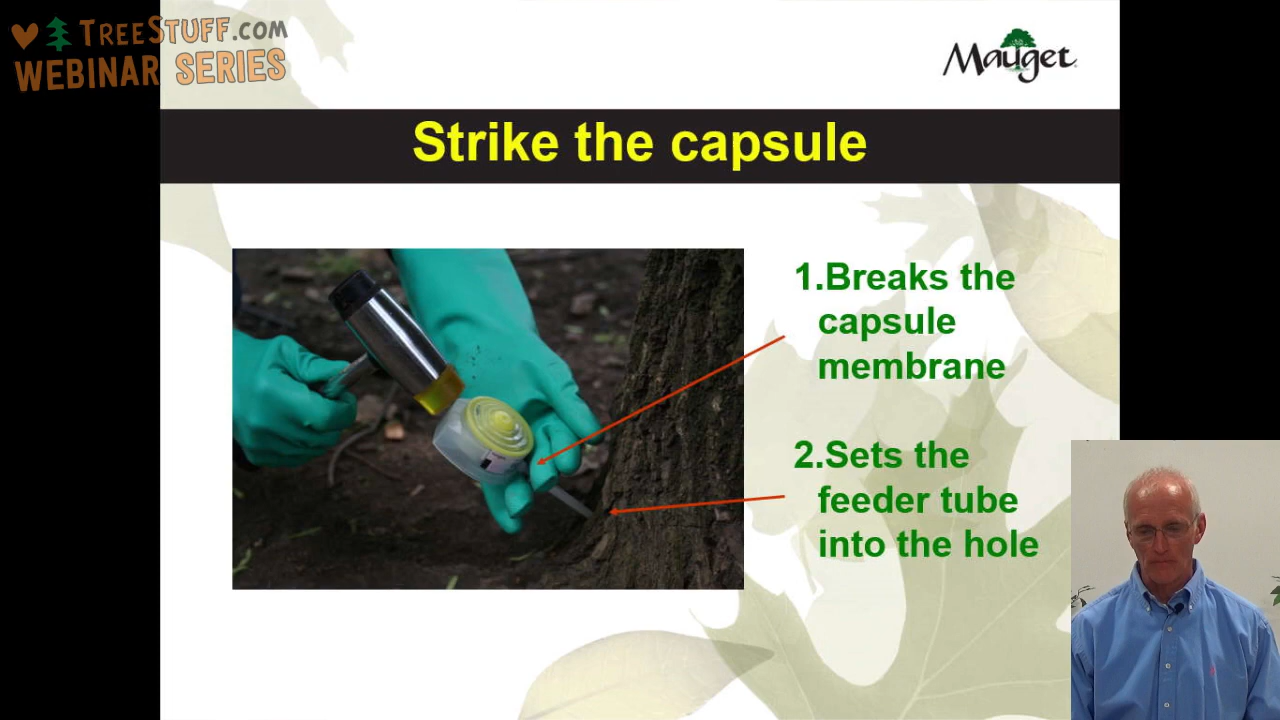 TREESTUFF.COM
WEBINAR SERIES
Mauget
Strike the capsule
1.Breaks the
capsule
membrane
2.Sets the
feeder tube
into the hole